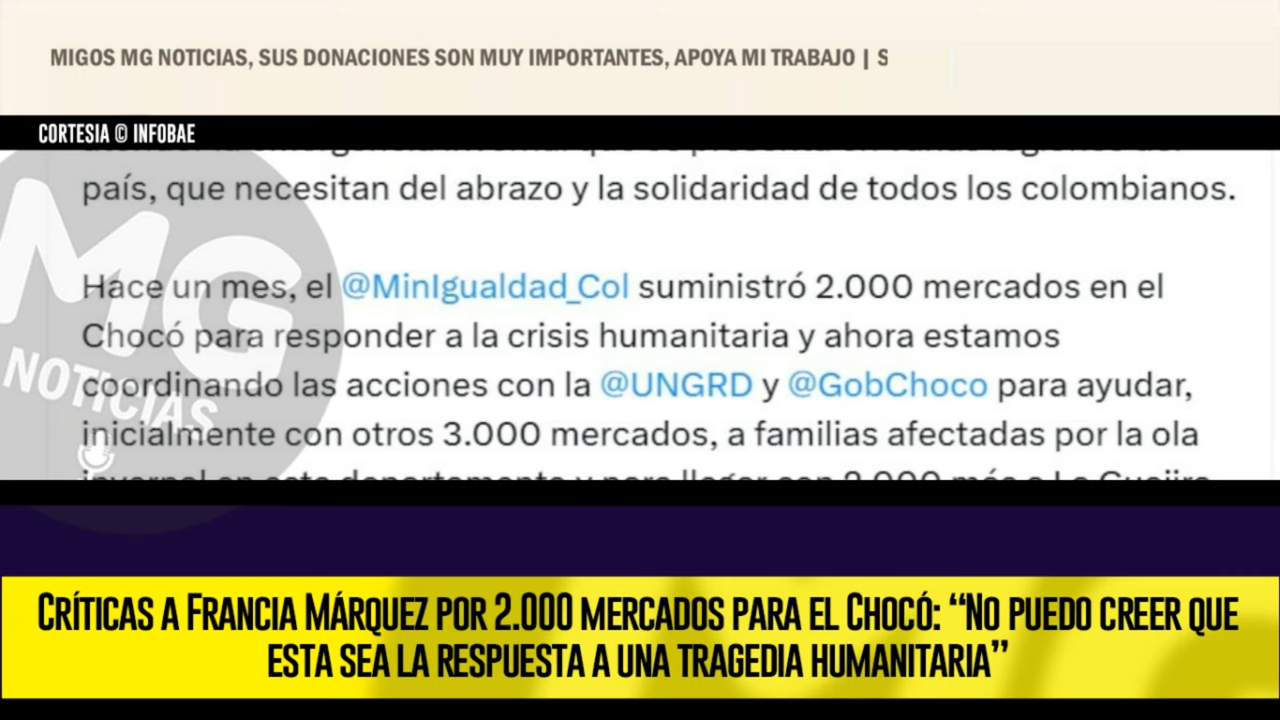 MIGOS MG NOTICIAS, SUS DONACIONES SON MUY IMPORTANTES, APOYA MI TRABAJO | S
CORTESIA © INFOBAE
país, que necesitan del abrazo y la solidaridad de todos los colombianos.
Hace un mes, el @MinIgualdad_Col suministró 2.000 mercados en el
Chocó para responder a la crisis humanitaria y ahora estamos
coordinando las acciones con la @UNGRD y @GobChoco para ayudar,
inicialmente con otros 3.000 mercados, a familias afectadas por la ola
MG
NOTICIAS
CRÍTICAS A FRANCIA MÁRQUEZ POR 2.000 MERCADOS PARA EL CHOCÓ: “NO PUEDO CREER QUE
ESTA SEA LA RESPUESTA A UNA TRAGEDIA HUMANITARIA”